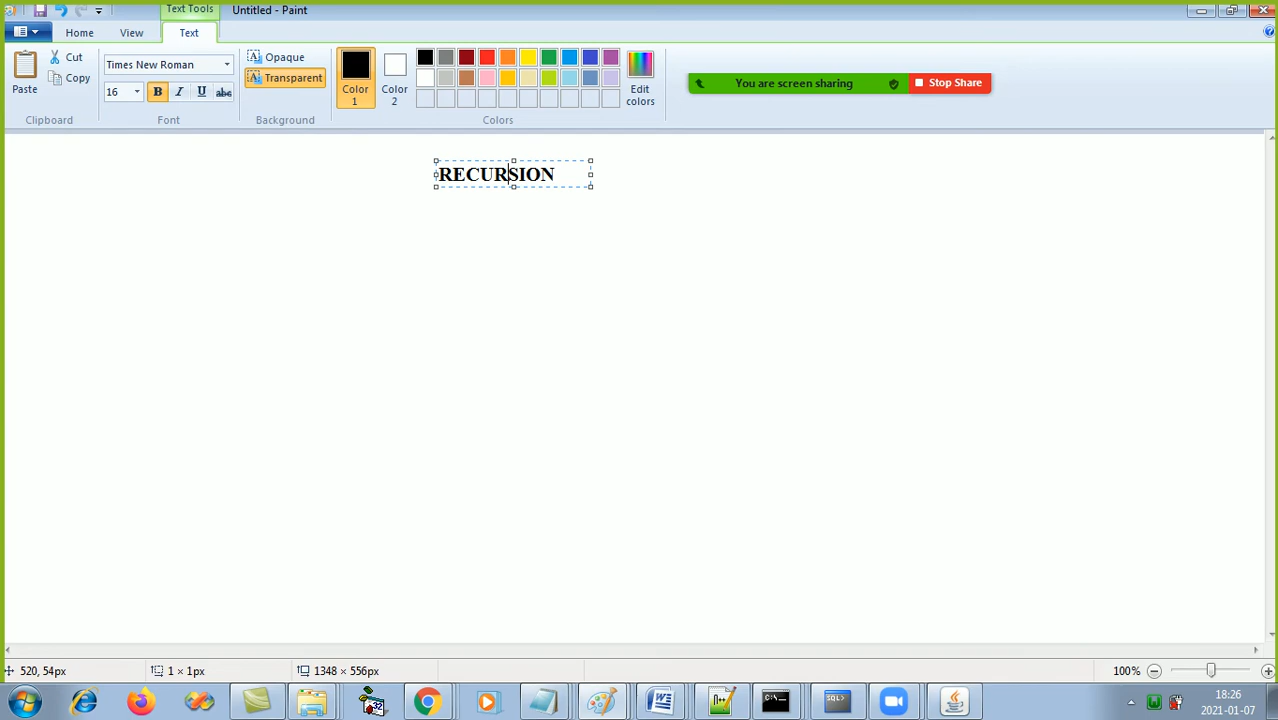 Text Tools
Untitled - Paint
Home
View
Text
Paste
Cut
Copy
Clipboard
Times New Roman
16
B
I
U
abc
Font
Opaque
Transparent
Background
Color
1
Color
2
Edit
colors
Colors
You are screen sharing
Stop Share
RECURSION
520, 54px
1 × 1px
1348 × 556px
100%
32
C:\
SQL>
18:26
2021-01-07